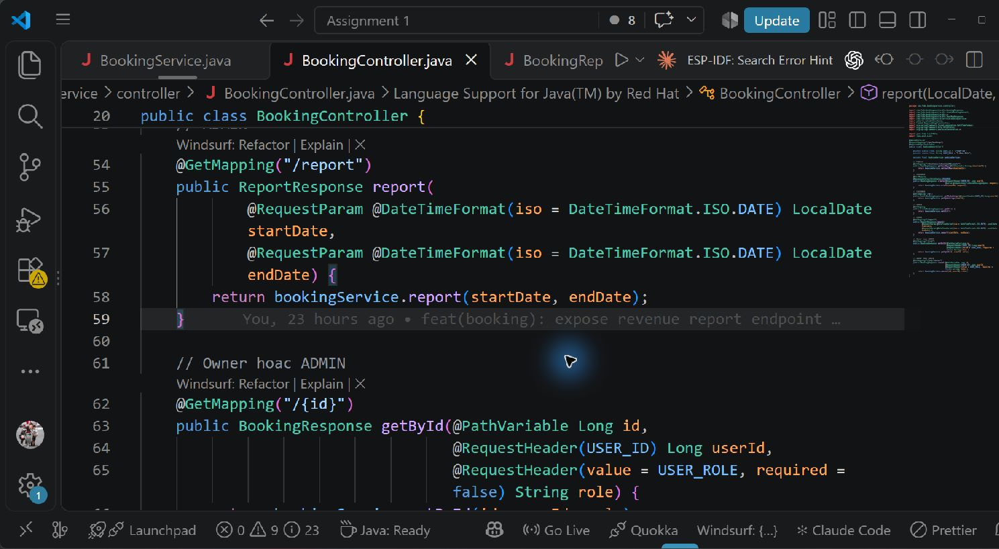 Assignment 1
8
Update
BookingService.java
BookingController.java
BookingRep
ESP-IDF: Search Error Hint
ervice > controller > BookingController.java > Language Support for Java(TM) by Red Hat > BookingController > report(LocalDate,
20 public class BookingController {
// ADMIN
Windsurf: Refactor | Explain | ✕
54 @GetMapping("/report")
55 public ReportResponse report(
56 @RequestParam @DateTimeFormat(iso = DateTimeFormat.ISO.DATE) LocalDate
startDate,
57 @RequestParam @DateTimeFormat(iso = DateTimeFormat.ISO.DATE) LocalDate
endDate) {
58 return bookingService.report(startDate, endDate);
59 } You, 23 hours ago • feat(booking): expose revenue report endpoint …
60
61 // Owner hoac ADMIN
Windsurf: Refactor | Explain | ✕
62 @GetMapping("/{id}")
63 public BookingResponse getById(@PathVariable Long id,
64 @RequestHeader(USER_ID) Long userId,
65 @RequestHeader(value = USER_ROLE, required =
false) String role) {
1
Launchpad
0 9 23
Java: Ready
Go Live
Quokka
Windsurf: {...}
Claude Code
Prettier